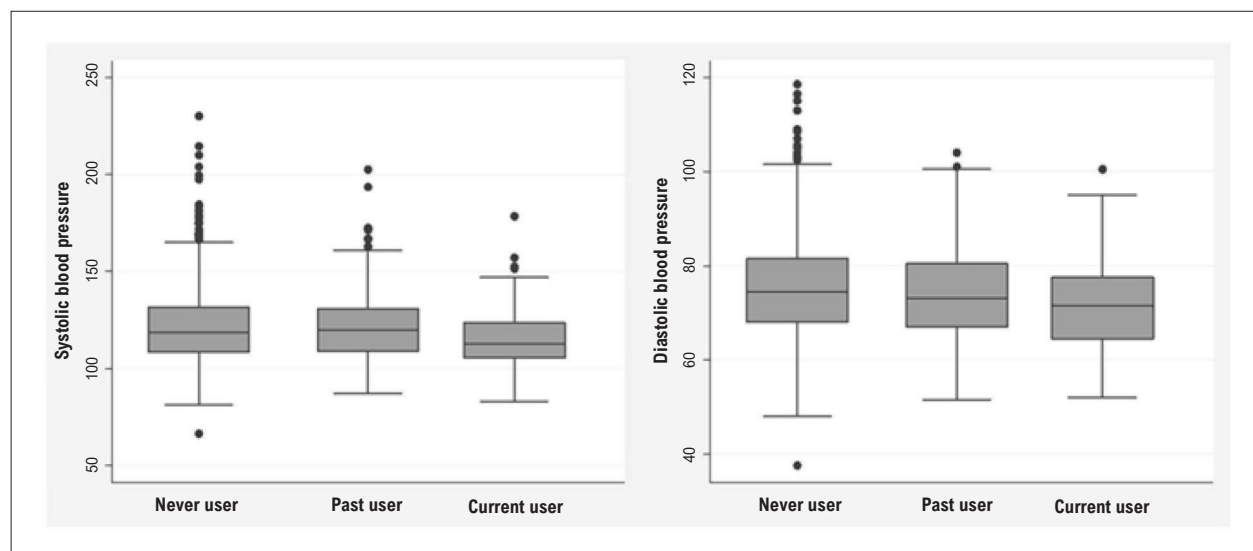 Systolic blood pressure
250
200
150
100
50
Never user
Past user
Current user
Diastolic blood pressure
120
100
80
60
40
Never user
Past user
Current user